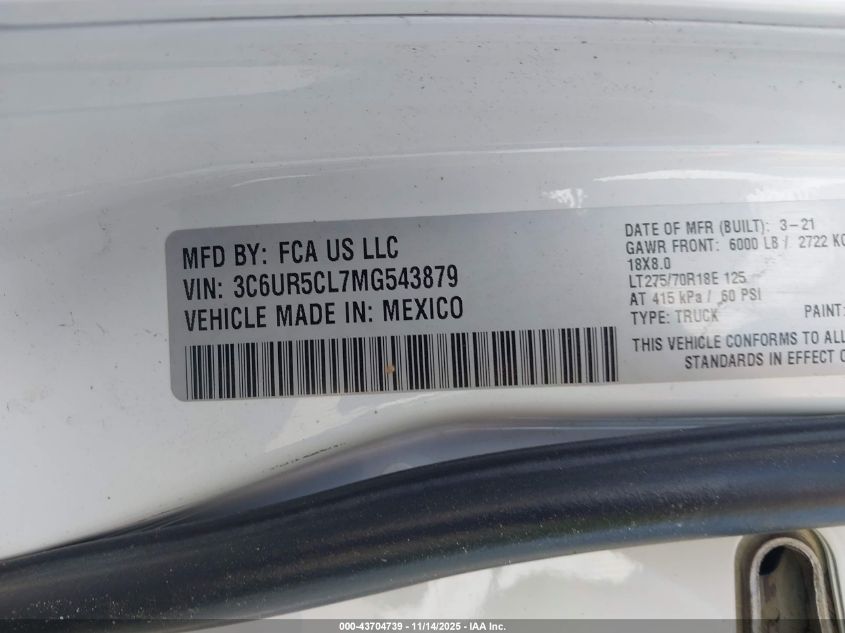 MFD BY: FCA US LLC
VIN: 3C6UR5CL7MG543879
VEHICLE MADE IN: MEXICO
DATE OF MFR (BUILT): 3-21
GAWR FRONT: 6000 LB / 2722 KG
18X8.0
LT275/70R18E 125
AT 415 kPa / 60 PSI
TYPE: TRUCK PAINT:
THIS VEHICLE CONFORMS TO ALL
STANDARDS IN EFFECT O
000-43704739 - 11/14/2025 - IAA Inc.